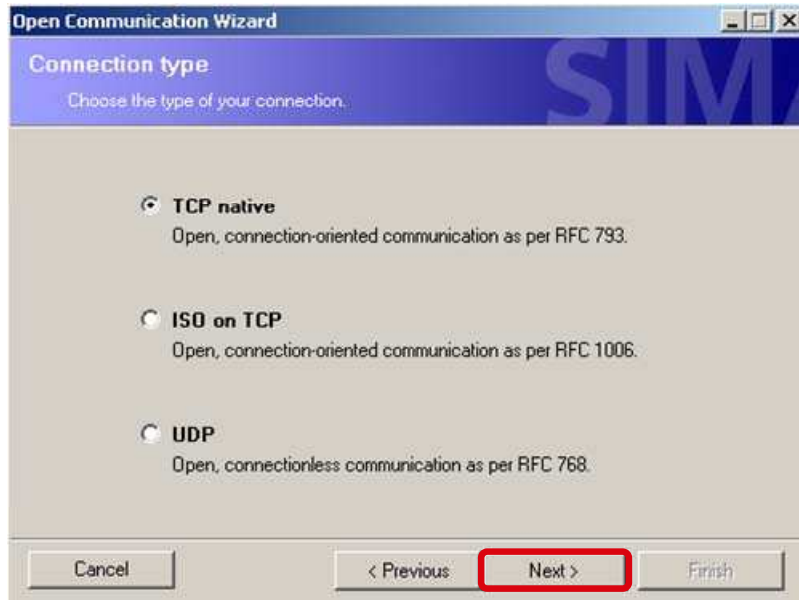 Open Communication Wizard
Connection type
Choose the type of your connection.
SIMA
TCP native
Open, connection-oriented communication as per RFC 793.
ISO on TCP
Open, connection-oriented communication as per RFC 1006.
UDP
Open, connectionless communication as per RFC 768.
Cancel < Previous Next > Finish